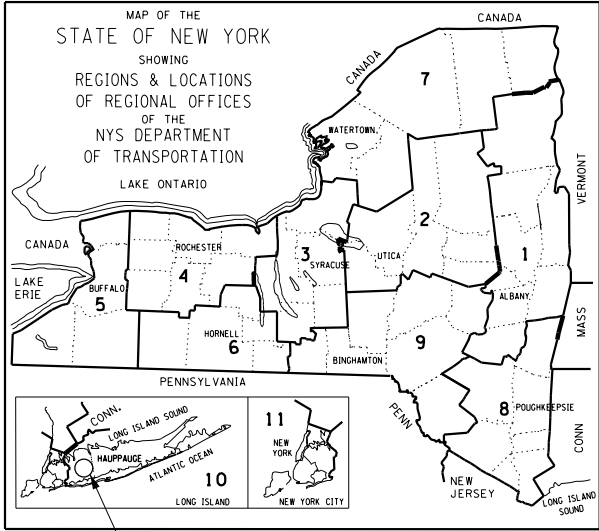 MAP OF THE
STATE OF NEW YORK
SHOWING
REGIONS & LOCATIONS
OF REGIONAL OFFICES
OF THE
NYS DEPARTMENT
OF TRANSPORTATION
LAKE ONTARIO
CANADA
CANADA
7
WATERTOWN
VERMONT
2
UTICA
1
ALBANY
MASS
CANADA
LAKE
ERIE
BUFFALO
5
ROCHESTER
4
3
SYRACUSE
HORNELL
6
BINGHAMTON
9
PENNSYLVANIA
PENN
8
POUGHKEEPSIE
CONN
NEW
JERSEY
LONG ISLAND
SOUND
CONN.
LONG ISLAND SOUND
HAUPPAUGE
ATLANTIC OCEAN
10
LONG ISLAND
11
NEW
YORK
NEW YORK CITY